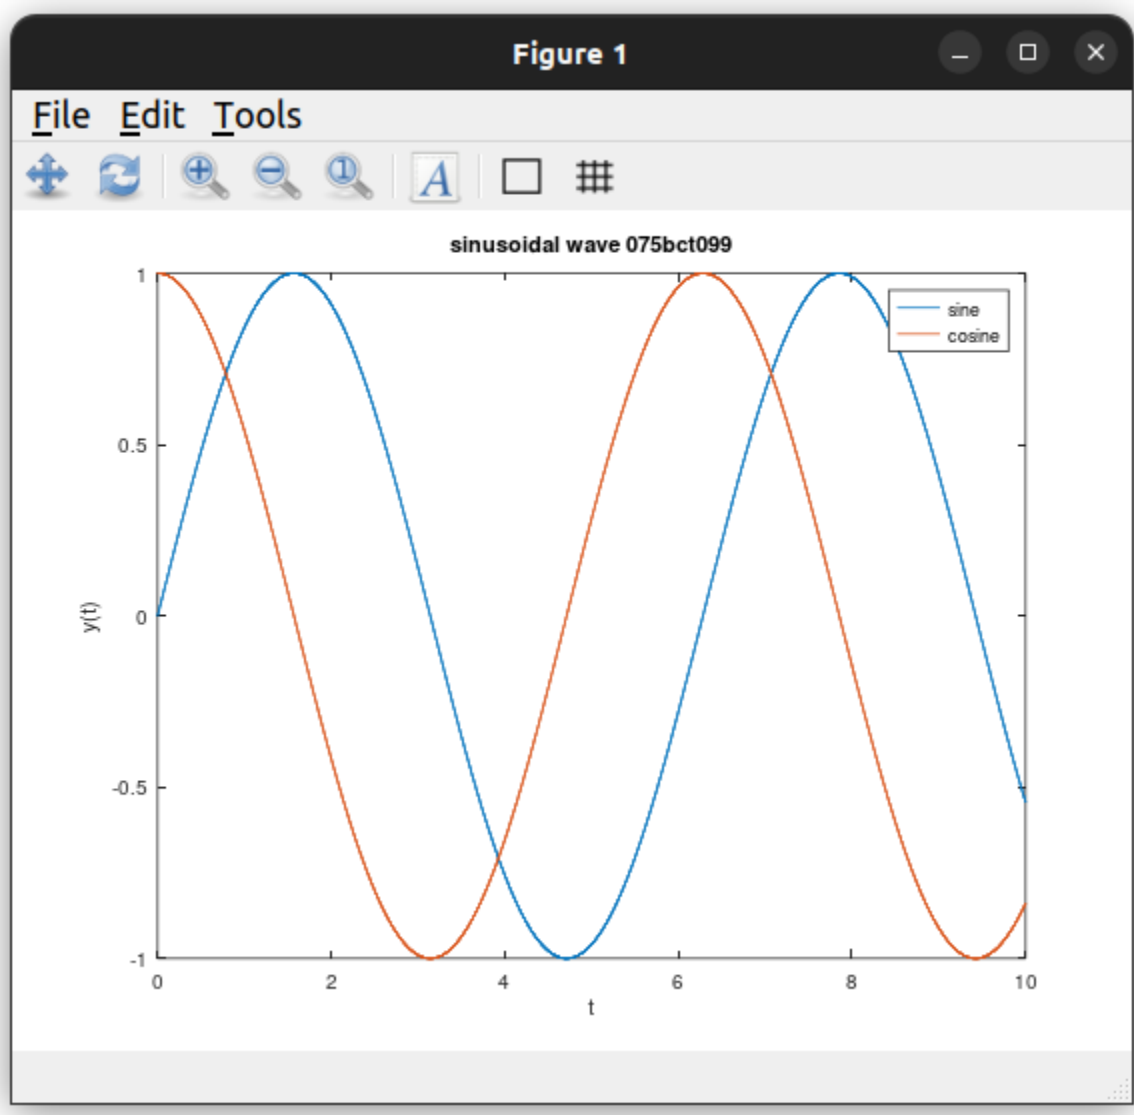 Figure 1
File Edit Tools
1 A
sinusoidal wave 075bct099
sine
cosine
1
0.5
0
-0.5
-1
y(t)
0 2 4 6 8 10
t